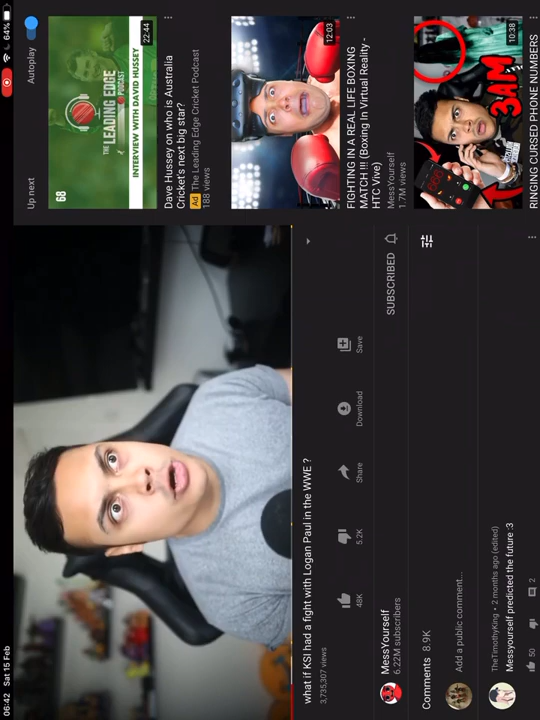 06:42 Sat 15 Feb
64%
what if KSI had a fight with Logan Paul in the WWE ?
3,735,307 views
48K
5.2K
Share
Download
Save
MessYourself
6.22M subscribers
SUBSCRIBED
Comments 8.9K
Add a public comment...
TheTimothyKing • 2 months ago (edited)
Messyourself predicted the future :3
50
2
Up next
Autoplay
68
THE LEADING EDGE
PODCAST
INTERVIEW WITH DAVID HUSSEY
22:44
Dave Hussey on who is Australia
Cricket's next big star?
Ad The Leading Edge Cricket Podcast
188 views
12:03
FIGHTING IN A REAL LIFE BOXING
MATCH !!! (Boxing In Virtual Reality -
HTC Vive)
MessYourself
1.7M views
3AM
10:38
RINGING CURSED PHONE NUMBERS